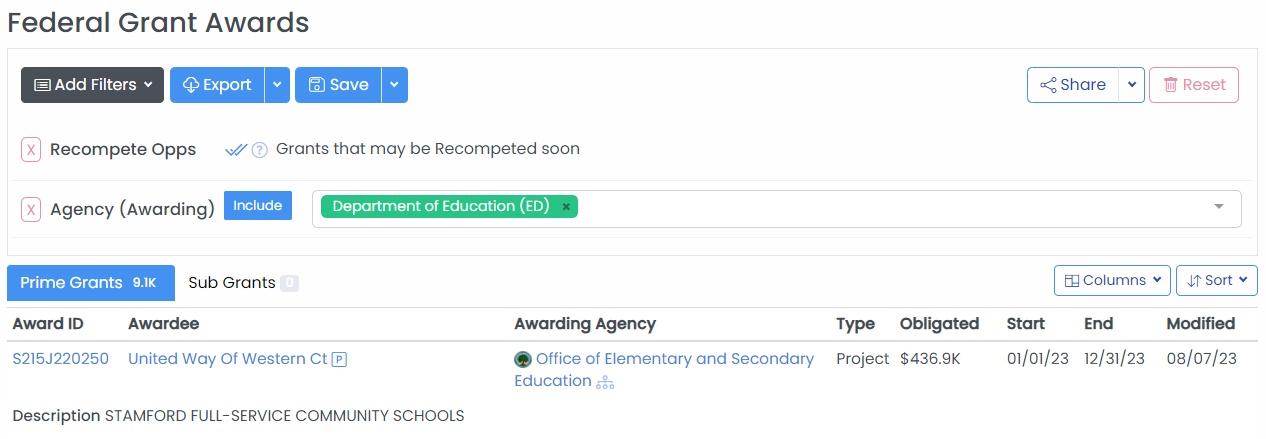 Federal Grant Awards
Add Filters Export Save Share Reset
X Recompete Opps ? Grants that may be Recompeted soon
X Agency (Awarding) Include Department of Education (ED) ×
Prime Grants 9.1K Sub Grants 0 Columns Sort
Award ID Awardee Awarding Agency Type Obligated Start End Modified
S215J220250 United Way Of Western Ct P Office of Elementary and Secondary Project $436.9K 01/01/23 12/31/23 08/07/23
Education
Description STAMFORD FULL-SERVICE COMMUNITY SCHOOLS